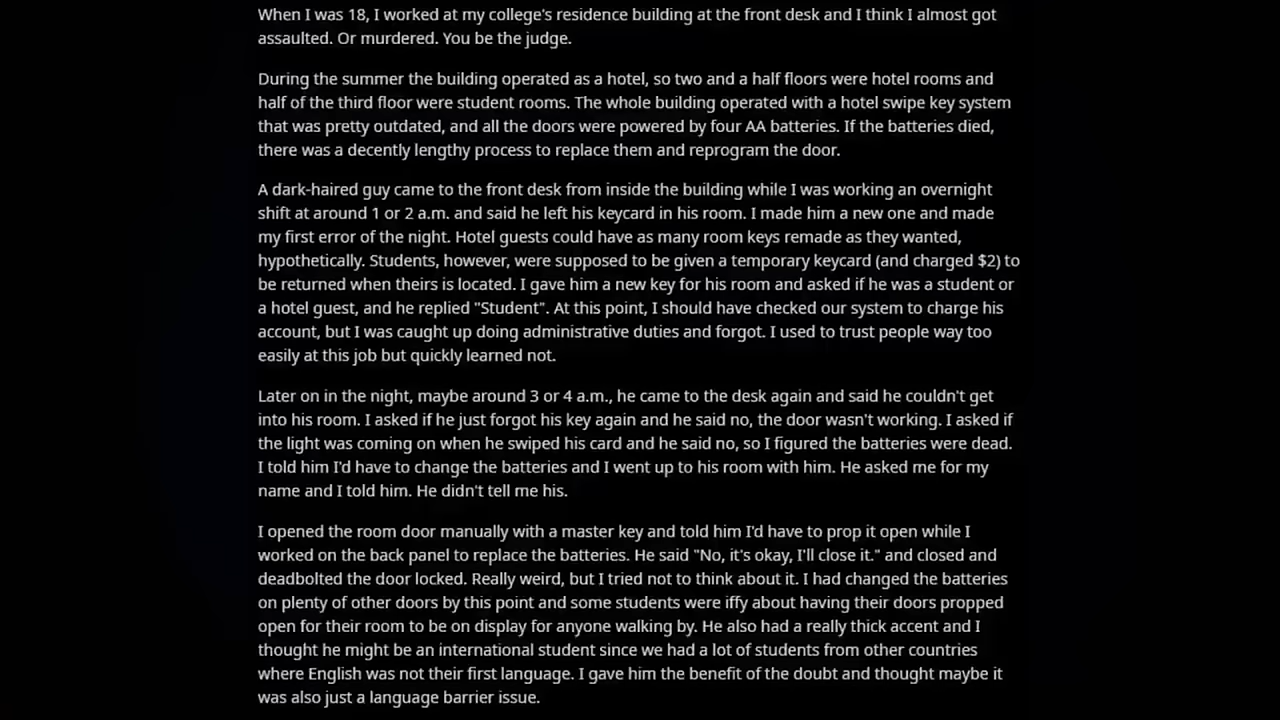 When I was 18, I worked at my college's residence building at the front desk and I think I almost got
assaulted. Or murdered. You be the judge.
During the summer the building operated as a hotel, so two and a half floors were hotel rooms and
half of the third floor were student rooms. The whole building operated with a hotel swipe key system
that was pretty outdated, and all the doors were powered by four AA batteries. If the batteries died,
there was a decently lengthy process to replace them and reprogram the door.
A dark-haired guy came to the front desk from inside the building while I was working an overnight
shift at around 1 or 2 a.m. and said he left his keycard in his room. I made him a new one and made
my first error of the night. Hotel guests could have as many room keys remade as they wanted,
hypothetically. Students, however, were supposed to be given a temporary keycard (and charged $2) to
be returned when theirs is located. I gave him a new key for his room and asked if he was a student or
a hotel guest, and he replied "Student". At this point, I should have checked our system to charge his
account, but I was caught up doing administrative duties and forgot. I used to trust people way too
easily at this job but quickly learned not.
Later on in the night, maybe around 3 or 4 a.m., he came to the desk again and said he couldn't get
into his room. I asked if he just forgot his key again and he said no, the door wasn't working. I asked if
the light was coming on when he swiped his card and he said no, so I figured the batteries were dead.
I told him I'd have to change the batteries and I went up to his room with him. He asked me for my
name and I told him. He didn't tell me his.
I opened the room door manually with a master key and told him I'd have to prop it open while I
worked on the back panel to replace the batteries. He said "No, it's okay, I'll close it." and closed and
deadbolted the door locked. Really weird, but I tried not to think about it. I had changed the batteries
on plenty of other doors by this point and some students were iffy about having their doors propped
open for their room to be on display for anyone walking by. He also had a really thick accent and I
thought he might be an international student since we had a lot of students from other countries
where English was not their first language. I gave him the benefit of the doubt and thought maybe it
was also just a language barrier issue.